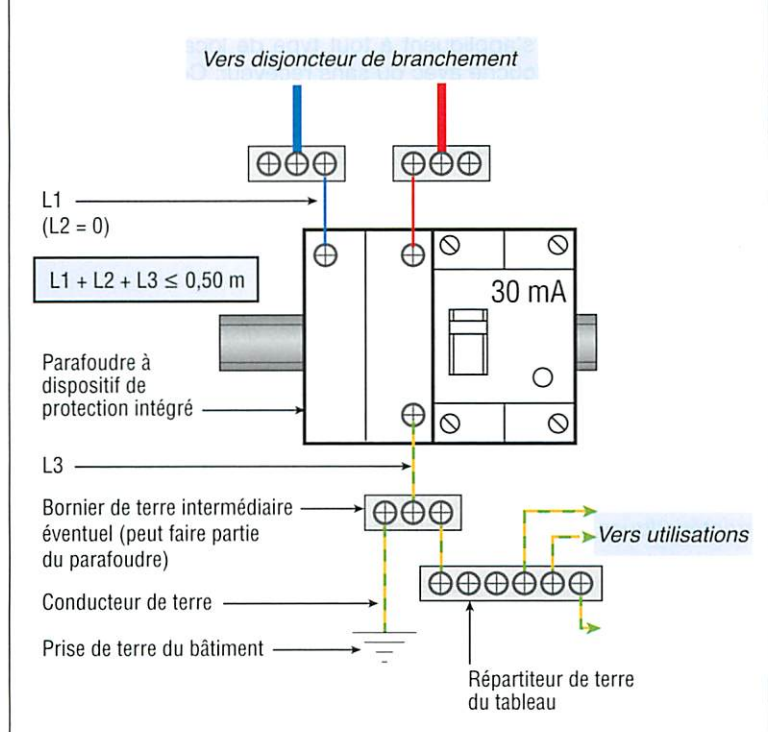 Vers disjoncteur de branchement
L1
(L2 = 0)
L1 + L2 + L3 ≤ 0,50 m
30 mA
Parafoudre à
dispositif de
protection intégré
L3
Bornier de terre intermédiaire
éventuel (peut faire partie
du parafoudre)
Vers utilisations
Conducteur de terre
Prise de terre du bâtiment
Répartiteur de terre
du tableau